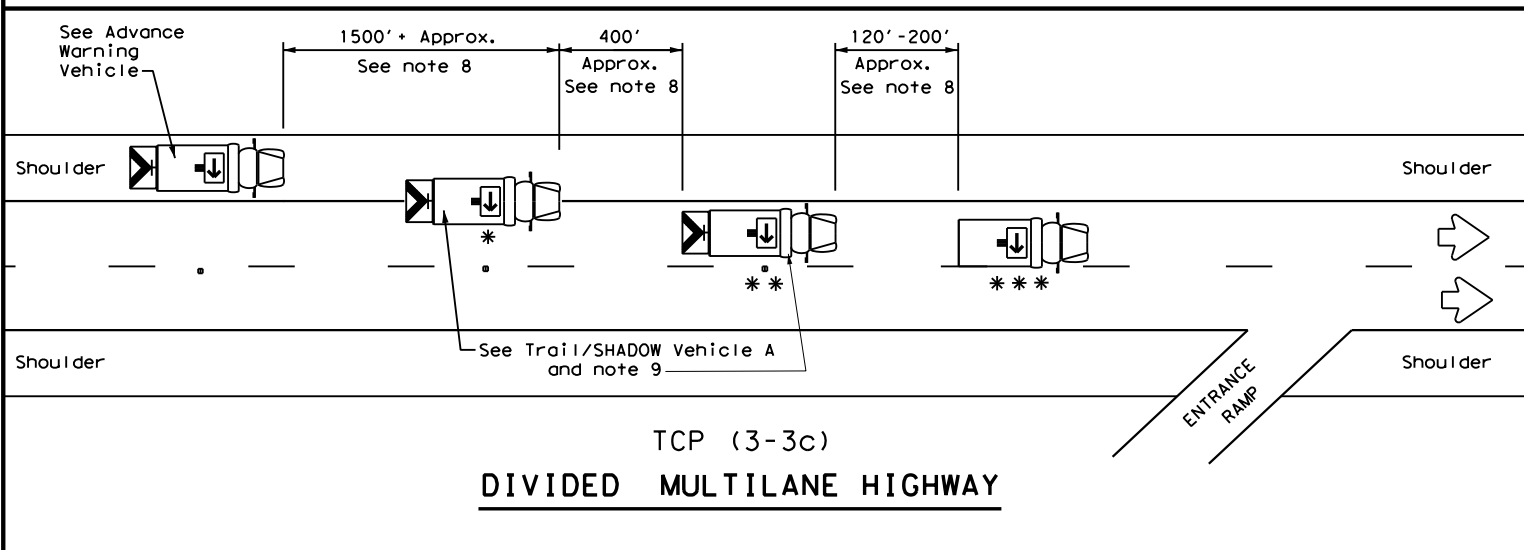 See Advance
Warning
Vehicle
1500'+ Approx.
See note 8
400'
Approx.
See note 8
120'-200'
Approx.
See note 8
Shoulder
Shoulder
*
* *
* * *
See Trail/SHADOW Vehicle A
and note 9
Shoulder
Shoulder
ENTRANCE
RAMP
TCP (3-3c)
DIVIDED MULTILANE HIGHWAY